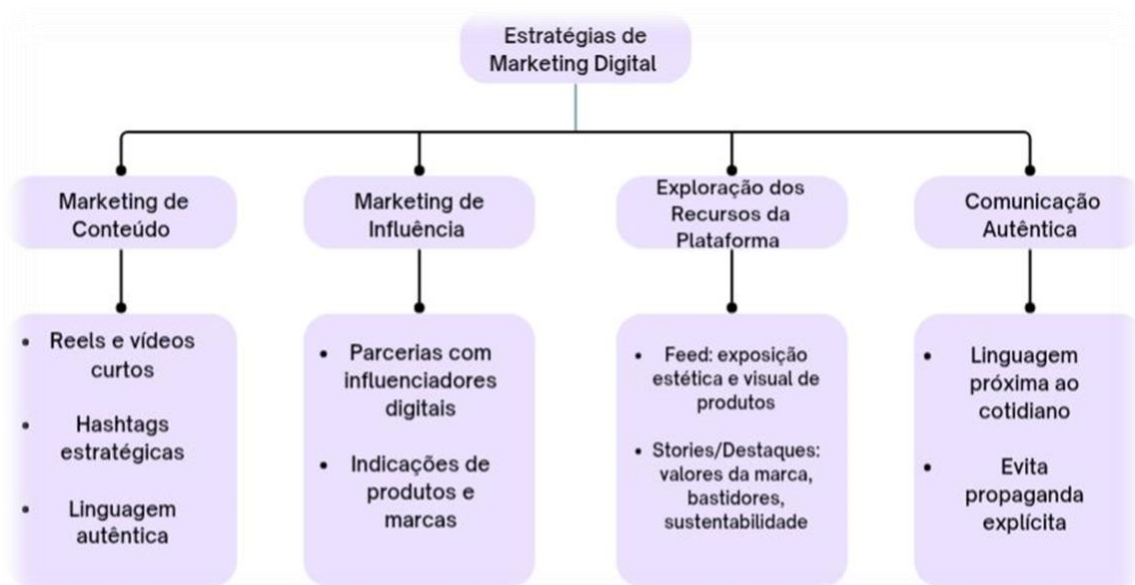 Estratégias de
Marketing Digital
Marketing de
Conteúdo
Marketing de
Influência
Exploração dos
Recursos da
Plataforma
Comunicação
Autêntica
• Reels e vídeos
curtos
• Hashtags
estratégicas
• Linguagem
autêntica
• Parcerias com
influenciadores
digitais
• Indicações de
produtos e
marcas
• Feed: exposição
estética e visual de
produtos
• Stories/Destaques:
valores da marca,
bastidores,
sustentabilidade
• Linguagem
próxima ao
cotidiano
• Evita
propaganda
explícita